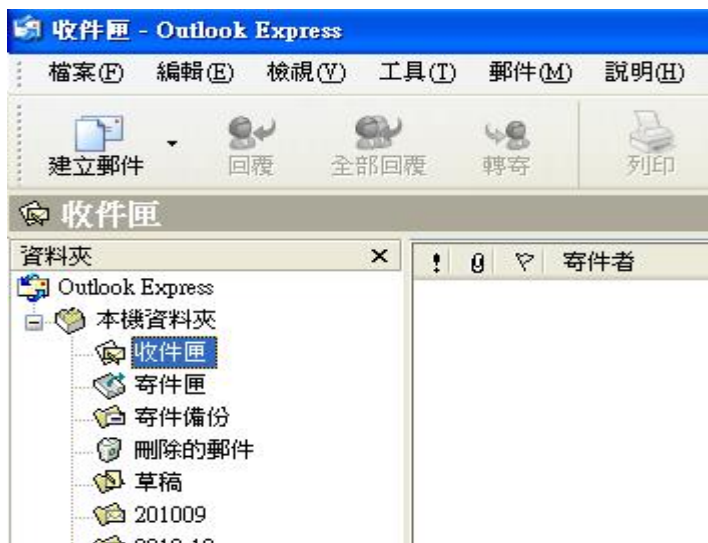 收件匣 - Outlook Express
檔案(F) 編輯(E) 檢視(V) 工具(T) 郵件(M) 說明(H)
建立郵件 回覆 全部回覆 轉寄 列印
收件匣
資料夾
! 寄件者
Outlook Express
本機資料夾
收件匣
寄件匣
寄件備份
刪除的郵件
草稿
201009